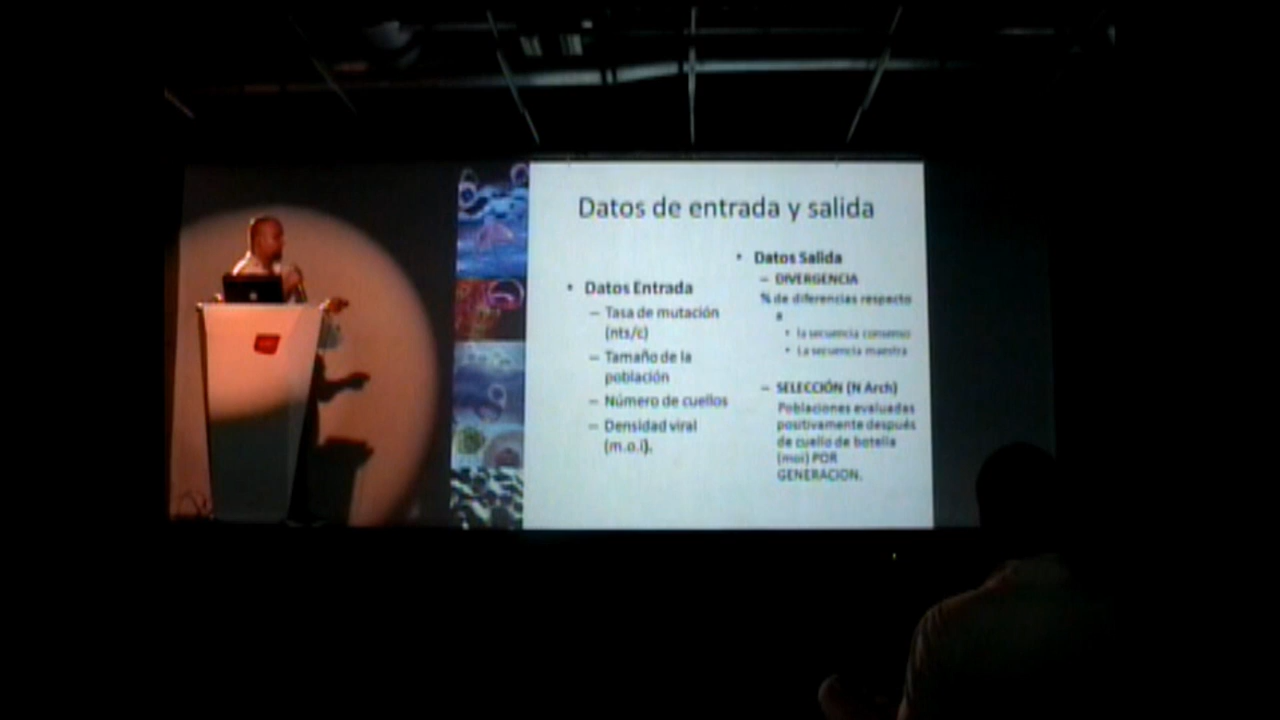 Datos de entrada y salida
• Datos Entrada
– Tasa de mutación
(nts/c)
– Tamaño de la
población
– Número de cuellos
– Densidad viral
(m.o.i).
• Datos Salida
– DIVERGENCIA
% de diferencias respecto
a
• la secuencia consenso
• La secuencia maestra
– SELECCIÓN (N Arch)
Poblaciones evaluadas
positivamente después
de cuello de botella
(moi) POR
GENERACION.